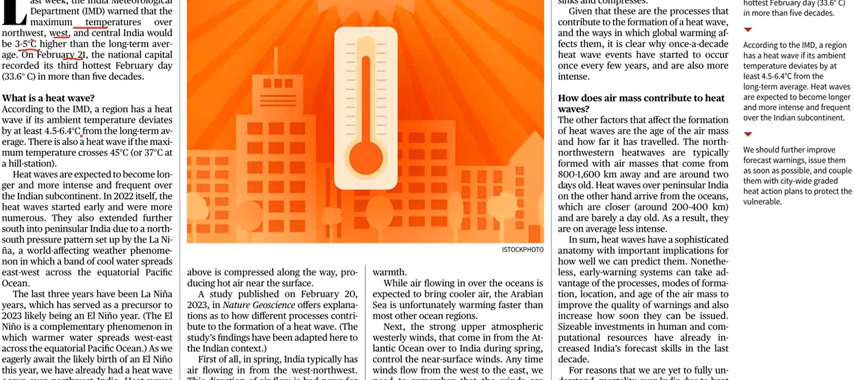 ast week, the India Meteorological
Department (IMD) warned that the
maximum temperatures over
northwest, west, and central India would
be 3-5°C higher than the long-term aver-
age. On February 21, the national capital
recorded its third hottest February day
(33.6° C) in more than five decades.
What is a heat wave?
According to the IMD, a region has a heat
wave if its ambient temperature deviates
by at least 4.5-6.4°C from the long-term av-
erage. There is also a heat wave if the maxi-
mum temperature crosses 45°C (or 37°C at
a hill-station).
Heat waves are expected to become lon-
ger and more intense and frequent over
the Indian subcontinent. In 2022 itself, the
heat waves started early and were more
numerous. They also extended further
south into peninsular India due to a north-
south pressure pattern set up by the La Ni-
ña, a world-affecting weather phenome-
non in which a band of cool water spreads
east-west across the equatorial Pacific
Ocean.
The last three years have been La Niña
years, which has served as a precursor to
2023 likely being an El Niño year. (The El
Niño is a complementary phenomenon in
which warmer water spreads west-east
across the equatorial Pacific Ocean.) As we
eagerly await the likely birth of an El Niño
this year, we have already had a heat wave
ISTOCKPHOTO
above is compressed along the way, pro-
ducing hot air near the surface.
A study published on February 20,
2023, in Nature Geoscience offers explana-
tions as to how different processes contri-
bute to the formation of a heat wave. (The
study's findings have been adapted here to
the Indian context.)
First of all, in spring, India typically has
air flowing in from the west-northwest.
warmth.
While air flowing in over the oceans is
expected to bring cooler air, the Arabian
Sea is unfortunately warming faster than
most other ocean regions.
Next, the strong upper atmospheric
westerly winds, that come in from the At-
lantic Ocean over to India during spring,
control the near-surface winds. Any time
winds flow from the west to the east, we
need to remember that the winds are
sinks and compresses.
Given that these are the processes that
contribute to the formation of a heat wave,
and the ways in which global warming af-
fects them, it is clear why once-a-decade
heat wave events have started to occur
once every few years, and are also more
intense.
How does air mass contribute to heat
waves?
The other factors that affect the formation
of heat waves are the age of the air mass
and how far it has travelled. The north-
northwestern heatwaves are typically
formed with air masses that come from
800-1,600 km away and are around two
days old. Heat waves over peninsular India
on the other hand arrive from the oceans,
which are closer (around 200-400 km)
and are barely a day old. As a result, they
are on average less intense.
In sum, heat waves have a sophisticated
anatomy with important implications for
how well we can predict them. Nonethe-
less, early-warning systems can take ad-
vantage of the processes, modes of forma-
tion, location, and age of the air mass to
improve the quality of warnings and also
increase how soon they can be issued.
Sizeable investments in human and com-
putational resources have already in-
creased India's forecast skills in the last
decade.
For reasons that we are yet to fully un-
hottest February day (33.6° C)
in more than five decades.
According to the IMD, a region
has a heat wave if its ambient
temperature deviates by at
least 4.5-6.4°C from the
long-term average. Heat waves
are expected to become longer
and more intense and frequent
over the Indian subcontinent.
We should further improve
forecast warnings, issue them
as soon as possible, and couple
them with city-wide graded
heat action plans to protect the
vulnerable.